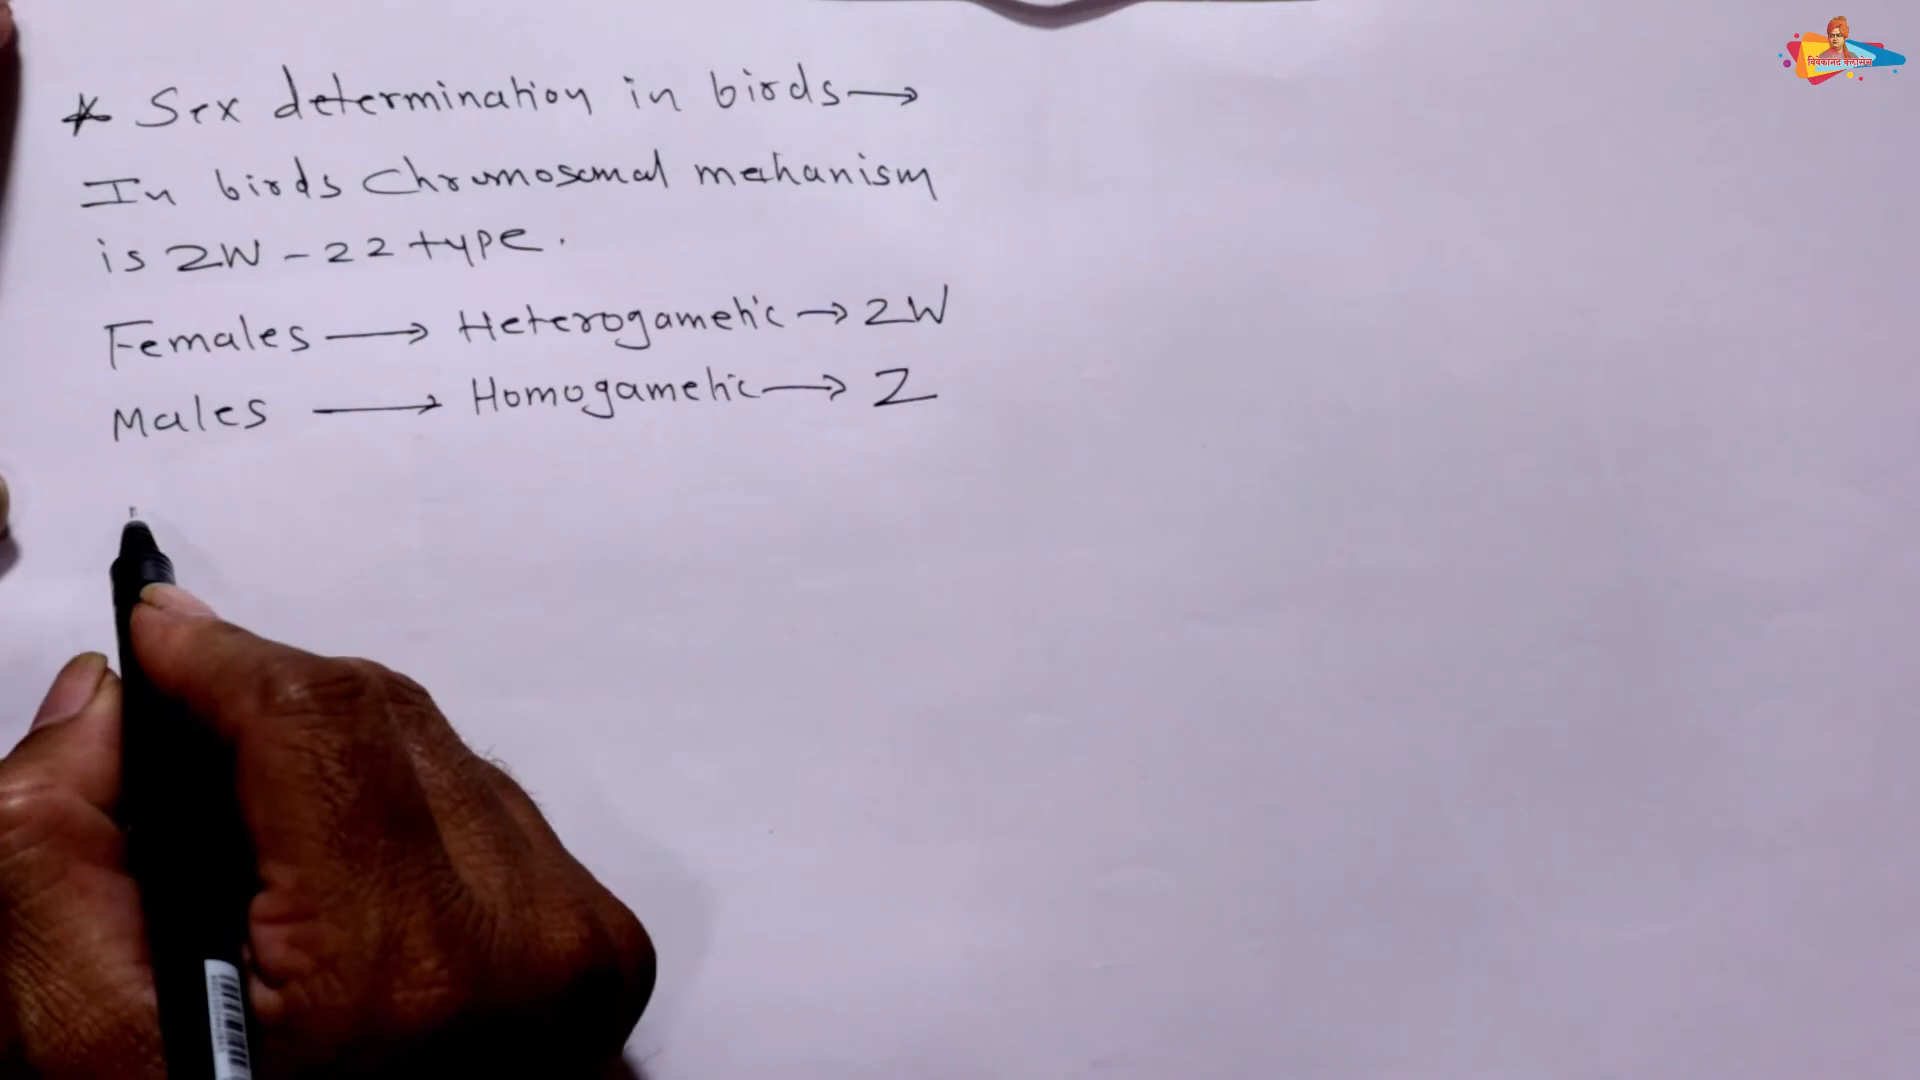 * Sex determination in birds →
In birds Chromosomal mehanism
is ZW - ZZ type.
Females → Heterogametic → ZW
Males → Homogametic → Z
विवेकानंद क्लासेस